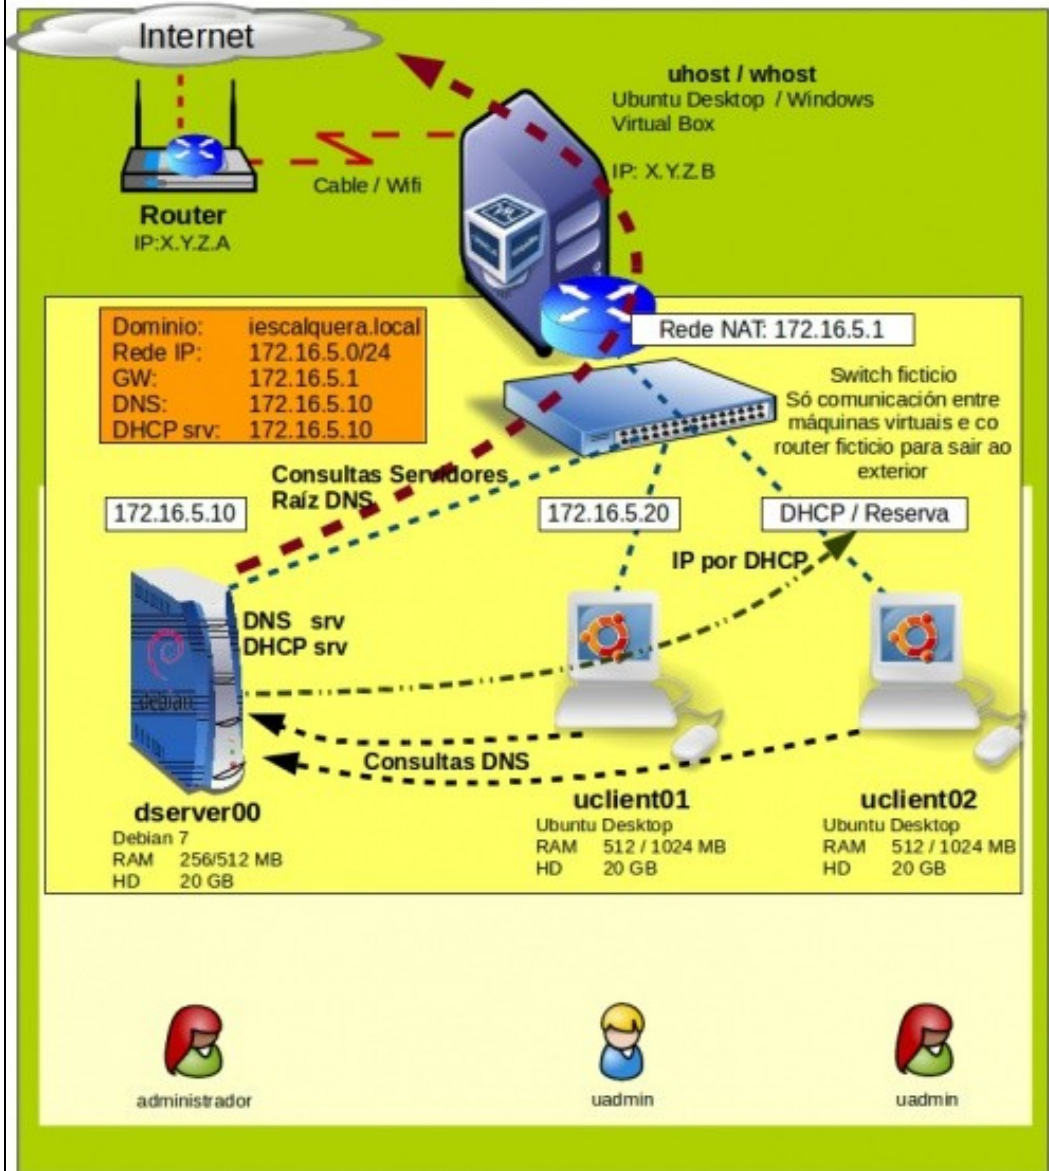 Internet
uhost / whost
Ubuntu Desktop / Windows
Virtual Box
IP: X.Y.Z.B
Cable / Wifi
Router
IP:X.Y.Z.A
Dominio: iescalquera.local
Rede IP: 172.16.5.0/24
GW: 172.16.5.1
DNS: 172.16.5.10
DHCP srv: 172.16.5.10
Rede NAT: 172.16.5.1
Switch ficticio
Só comunicación entre
máquinas virtuais e co
router ficticio para sair ao
exterior
Consultas Servidores
Raíz DNS
172.16.5.10
172.16.5.20
DHCP / Reserva
IP por DHCP
DNS srv
DHCP srv
debian
Consultas DNS
dserver00
Debian 7
RAM 256/512 MB
HD 20 GB
uclient01
Ubuntu Desktop
RAM 512 / 1024 MB
HD 20 GB
uclient02
Ubuntu Desktop
RAM 512 / 1024 MB
HD 20 GB
administrador
uadmin
uadmin